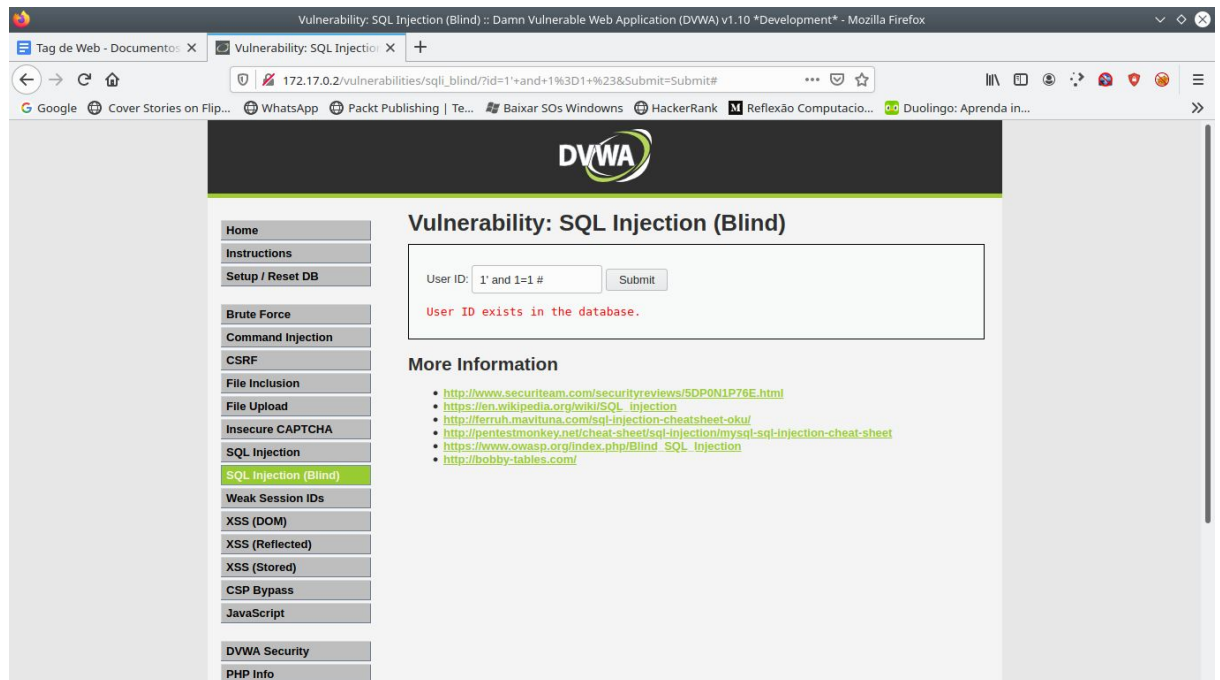 Vulnerability: SQL Injection (Blind) :: Damn Vulnerable Web Application (DVWA) v1.10 *Development* - Mozilla Firefox
Tag de Web - Documentos
Vulnerability: SQL Injection
172.17.0.2/vulnerabilities/sqli_blind/?id=1'+and+1%3D1+%23&Submit=Submit#
Google Cover Stories on Flip... WhatsApp Packt Publishing | Te... Baixar SOs Windowns HackerRank Reflexão Computacio... Duolingo: Aprenda in...
DVWA
Home
Instructions
Setup / Reset DB
Brute Force
Command Injection
CSRF
File Inclusion
File Upload
Insecure CAPTCHA
SQL Injection
SQL Injection (Blind)
Weak Session IDs
XSS (DOM)
XSS (Reflected)
XSS (Stored)
CSP Bypass
JavaScript
DVWA Security
PHP Info
Vulnerability: SQL Injection (Blind)
User ID: 1' and 1=1 # Submit
User ID exists in the database.
More Information
http://www.securiteam.com/securityreviews/5DP0N1P76E.html
https://en.wikipedia.org/wiki/SQL_injection
http://ferruh.mavituna.com/sql-injection-cheatsheet-oku/
http://pentestmonkey.net/cheat-sheet/sql-injection/mysql-sql-injection-cheat-sheet
https://www.owasp.org/index.php/Blind_SQL_Injection
http://bobby-tables.com/